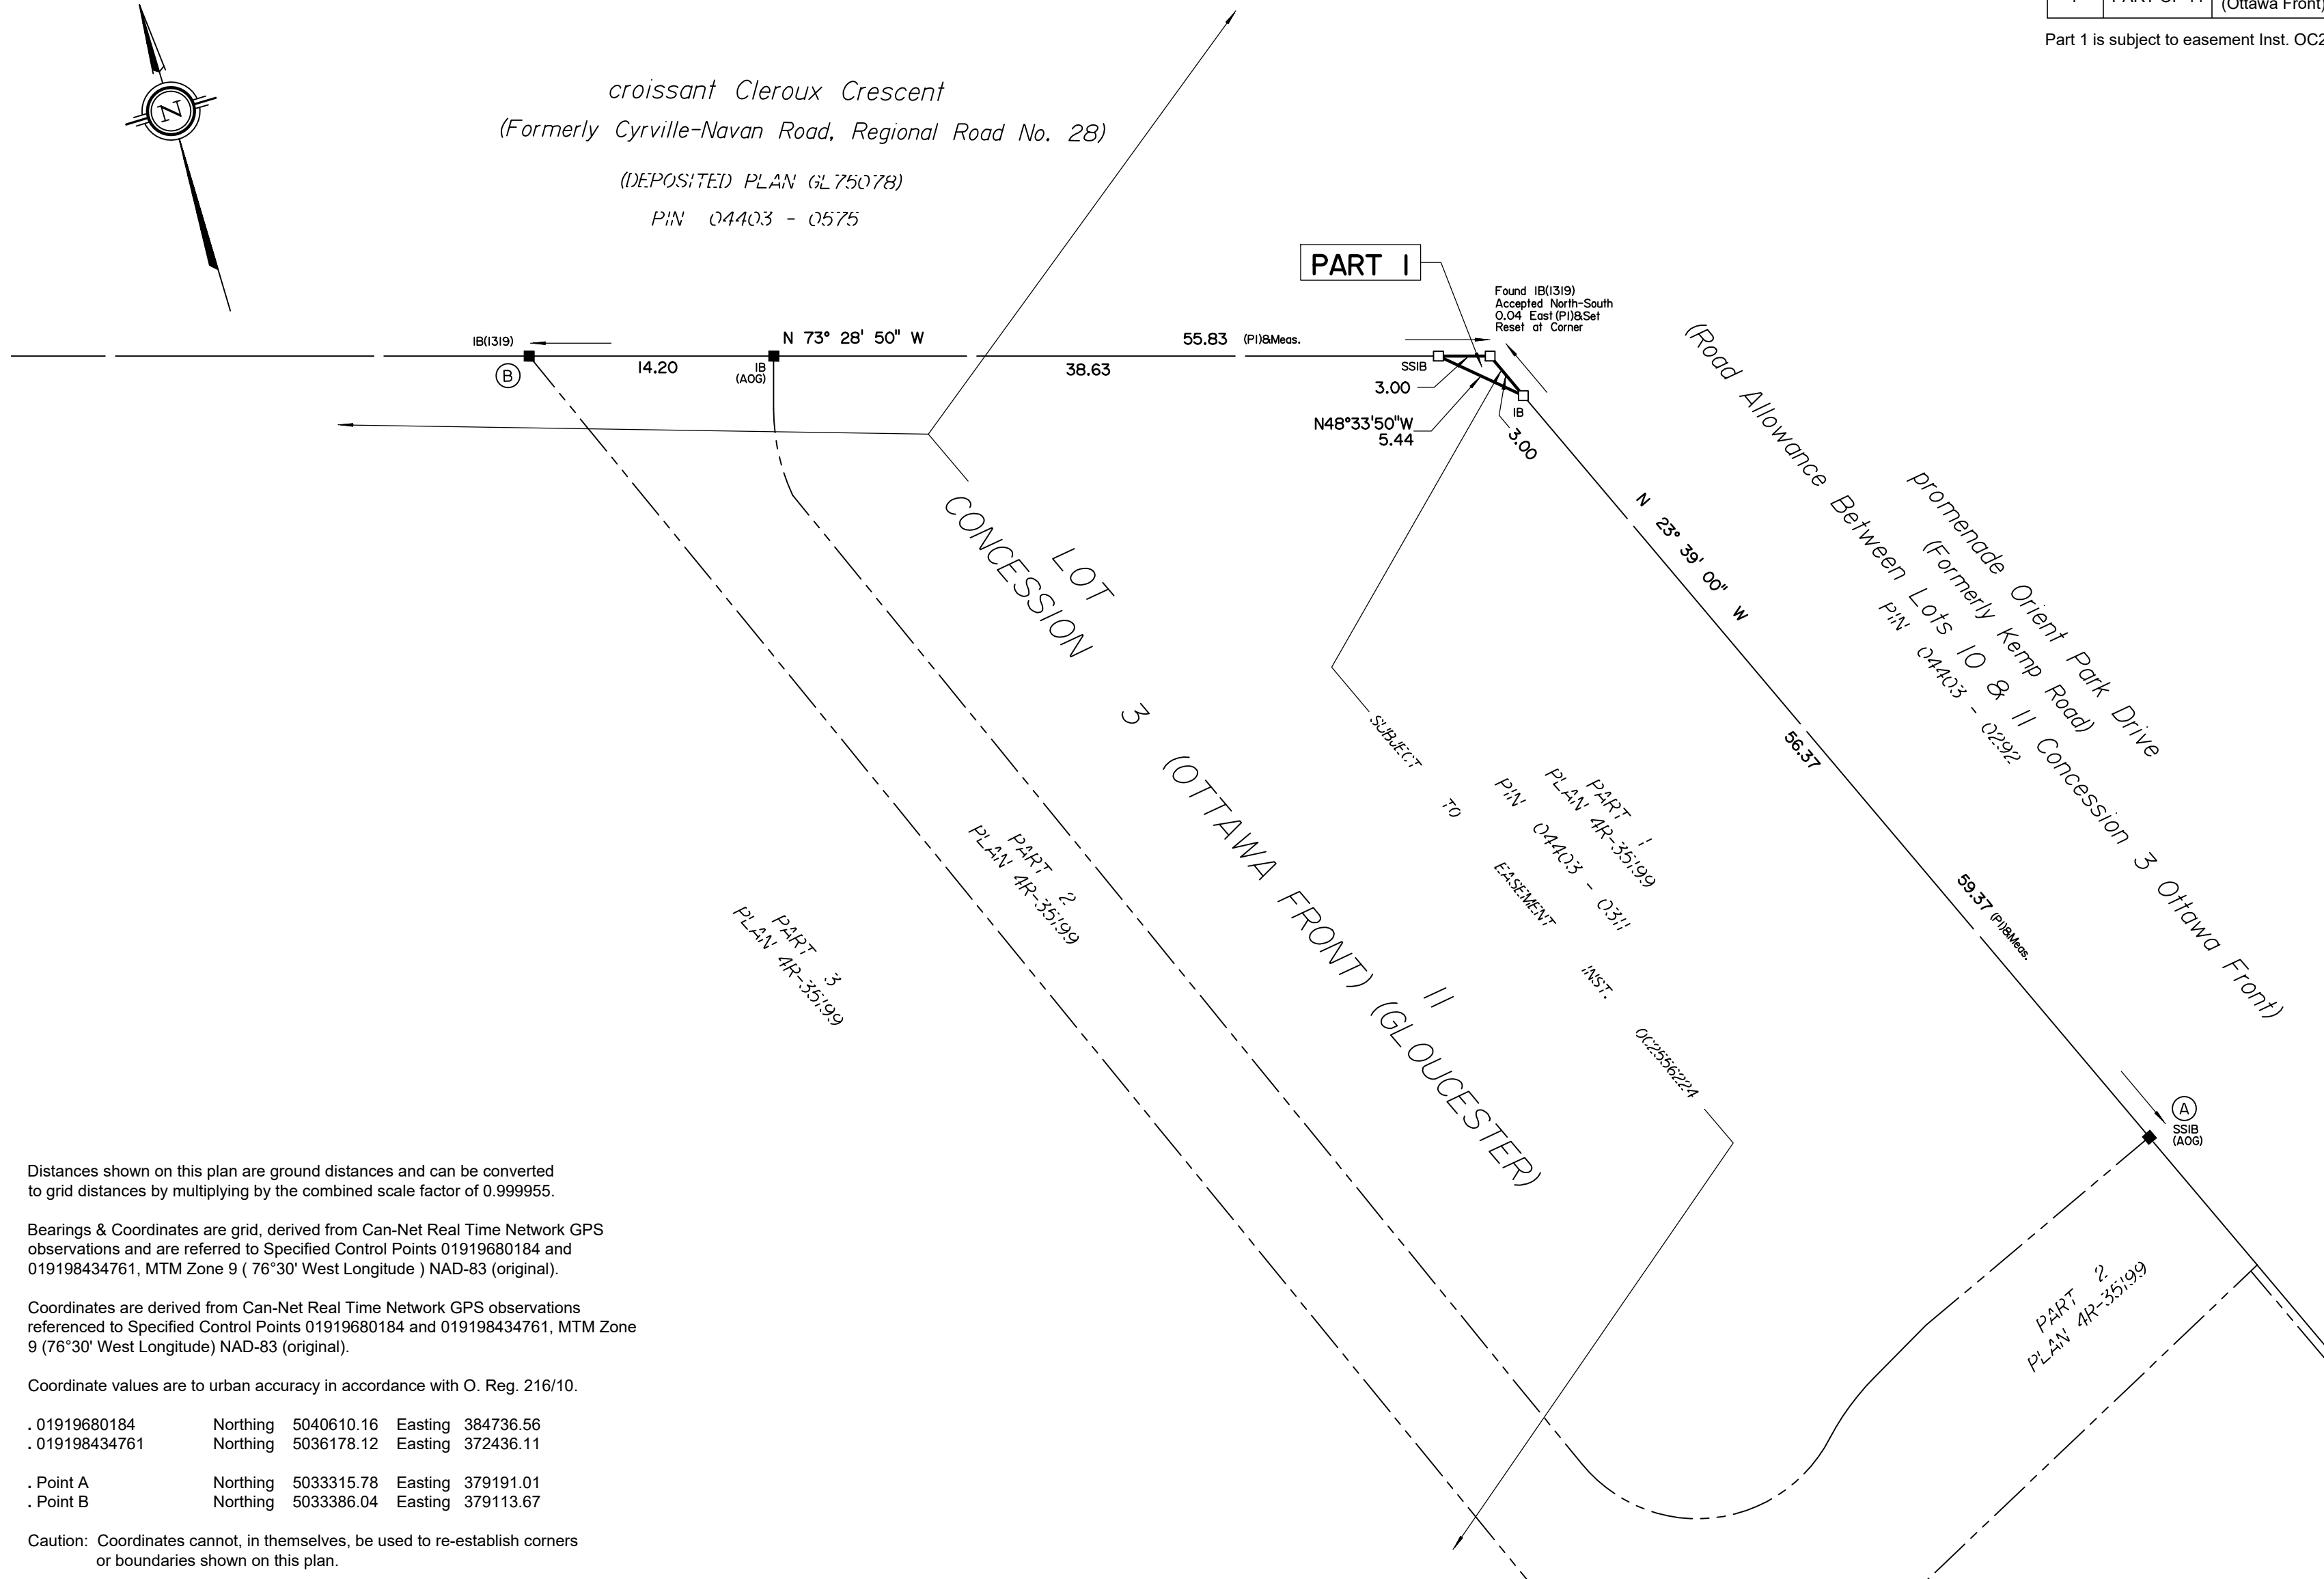 (Ottawa Front)
Part 1 is subject to easement Inst. OC2
N
croissant Cleroux Crescent
(Formerly Cyrville-Navan Road, Regional Road No. 28)
(DEPOSITED PLAN GL75078)
PIN 04403 - 0575
PART 1
Found IB(1319)
Accepted North-South
0.04 East (P1)&Set
Reset at Corner
IB(1319)
B
14.20
IB
(AOG)
N 73° 28' 50" W
55.83 (P1)&Meas.
38.63
SSIB
3.00
N48°33'50"W
5.44
IB
3.00
N 23° 39' 00" W
56.37
59.37 (P1)&Meas.
A
SSIB
(AOG)
(Road Allowance Between Lots 10 & 11 Concession 3 Ottawa Front)
promenade Orient Park Drive
(Formerly Kemp Road)
PIN 04403 - 0292
LOT 11
CONCESSION 3 (OTTAWA FRONT) (GLOUCESTER)
SUBJECT TO EASEMENT INST. OC2556224
PART 1
PLAN 4R-35199
PIN 04403 - 0311
PART 2
PLAN 4R-35199
PART 3
PLAN 4R-35199
PART 2
PLAN 4R-35199
Distances shown on this plan are ground distances and can be converted
to grid distances by multiplying by the combined scale factor of 0.999955.
Bearings & Coordinates are grid, derived from Can-Net Real Time Network GPS
observations and are referred to Specified Control Points 01919680184 and
019198434761, MTM Zone 9 ( 76°30' West Longitude ) NAD-83 (original).
Coordinates are derived from Can-Net Real Time Network GPS observations
referenced to Specified Control Points 01919680184 and 019198434761, MTM Zone
9 (76°30' West Longitude) NAD-83 (original).
Coordinate values are to urban accuracy in accordance with O. Reg. 216/10.
. 01919680184 Northing 5040610.16 Easting 384736.56
. 019198434761 Northing 5036178.12 Easting 372436.11
. Point A Northing 5033315.78 Easting 379191.01
. Point B Northing 5033386.04 Easting 379113.67
Caution: Coordinates cannot, in themselves, be used to re-establish corners
or boundaries shown on this plan.